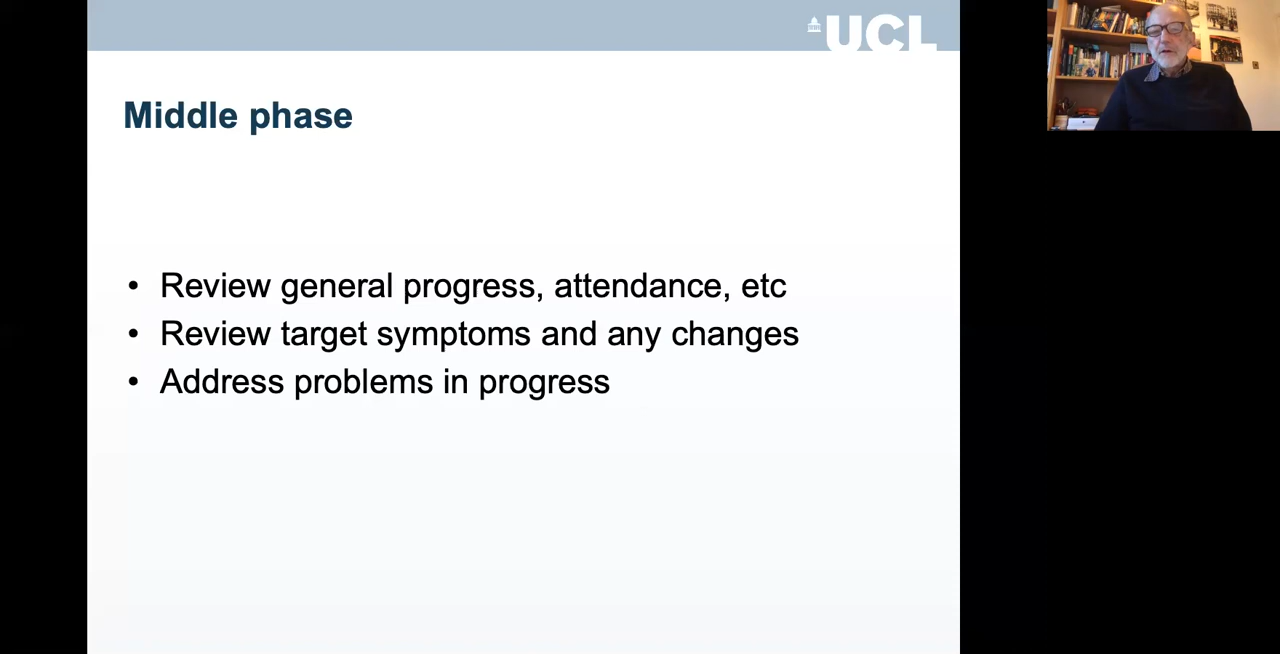 UCL
Middle phase
• Review general progress, attendance, etc
• Review target symptoms and any changes
• Address problems in progress